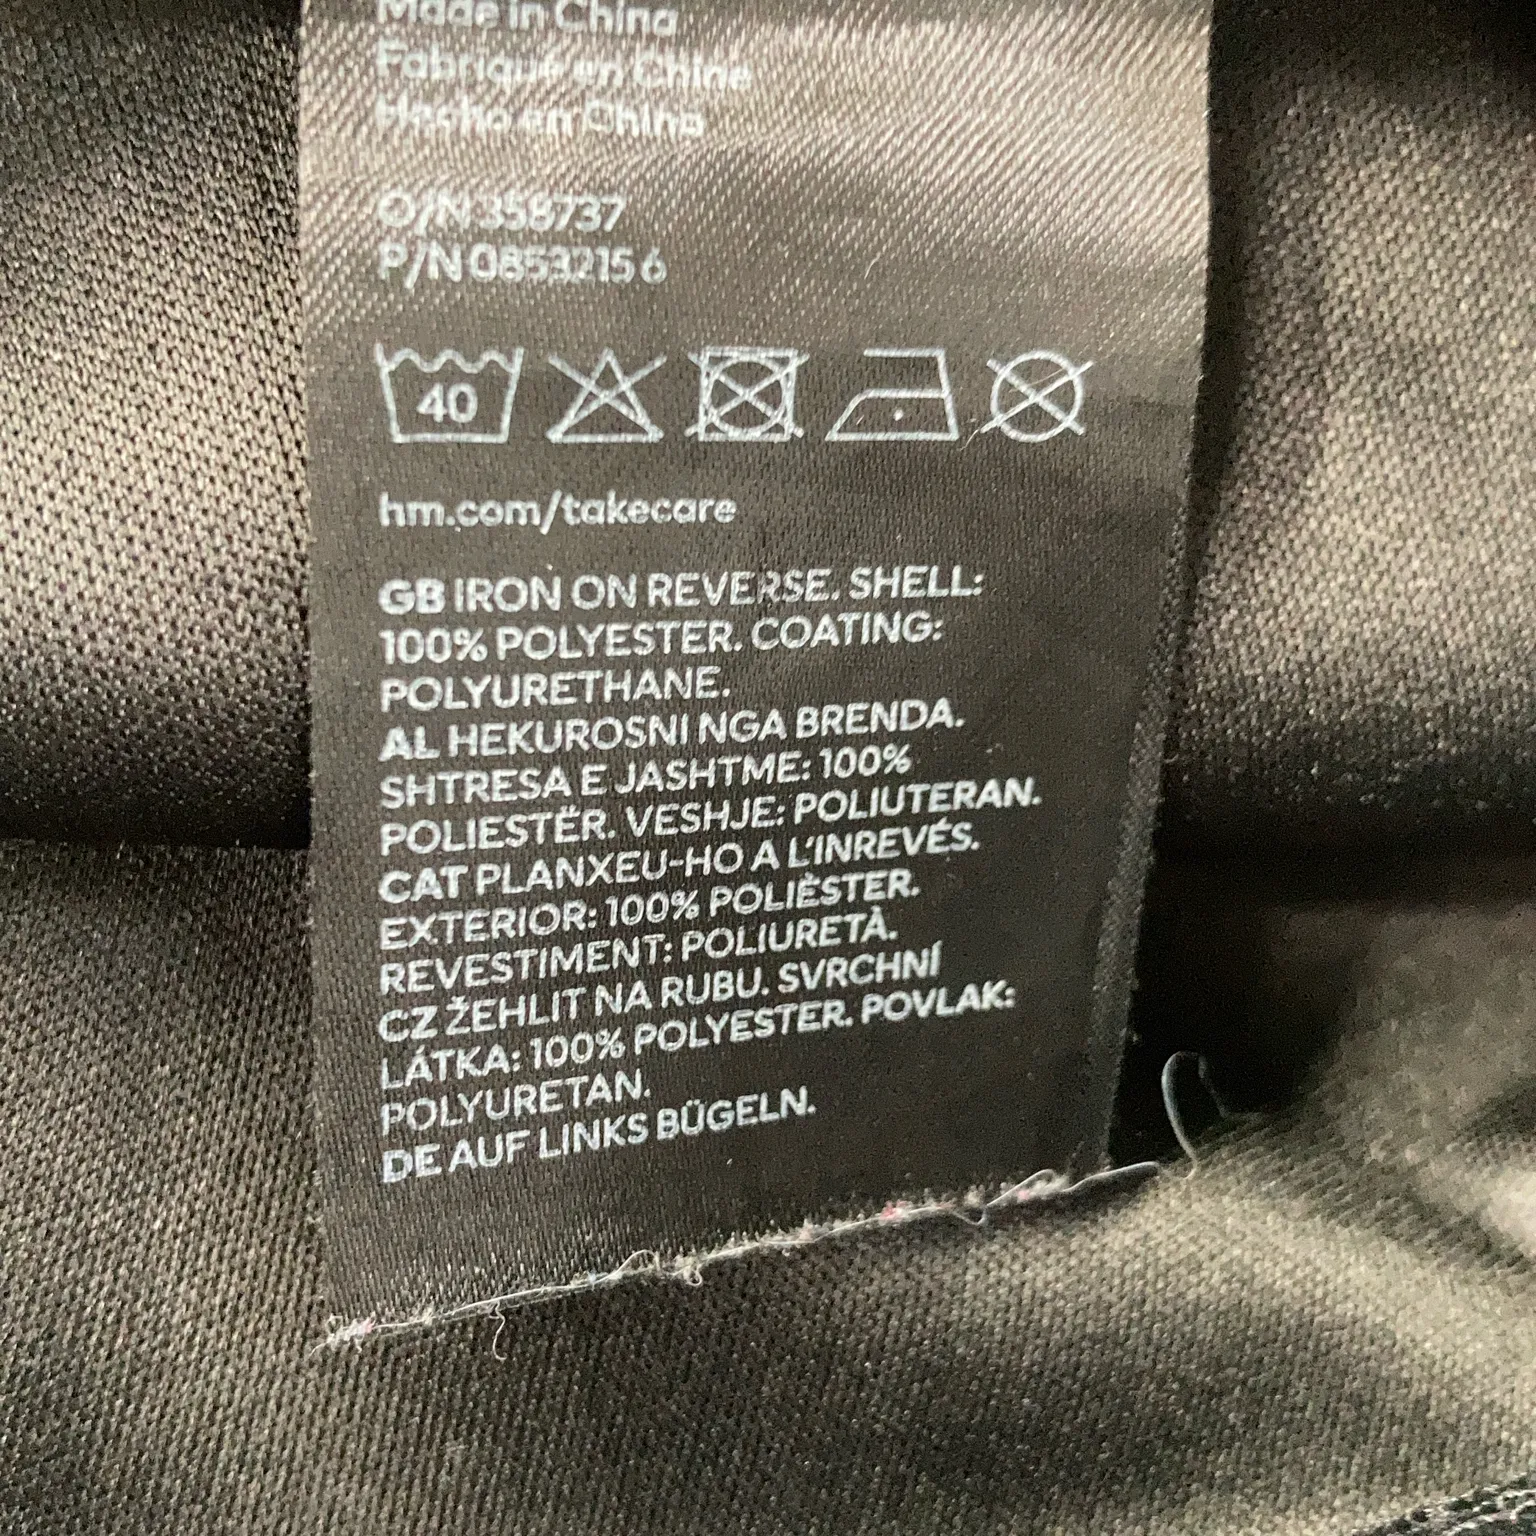 Made in China
Fabriqué en Chine
Hecho en China
O/N 358737
P/N 0853215 6
40
hm.com/takecare
GB IRON ON REVERSE. SHELL:
100% POLYESTER. COATING:
POLYURETHANE.
AL HEKUROSNI NGA BRENDA.
SHTRESA E JASHTME: 100%
POLIESTËR. VESHJE: POLIUTERAN.
CAT PLANXEU-HO A L'INREVÉS.
EXTERIOR: 100% POLIÈSTER.
REVESTIMENT: POLIURETÀ.
CZ ŽEHLIT NA RUBU. SVRCHNÍ
LÁTKA: 100% POLYESTER. POVLAK:
POLYURETAN.
DE AUF LINKS BÜGELN.